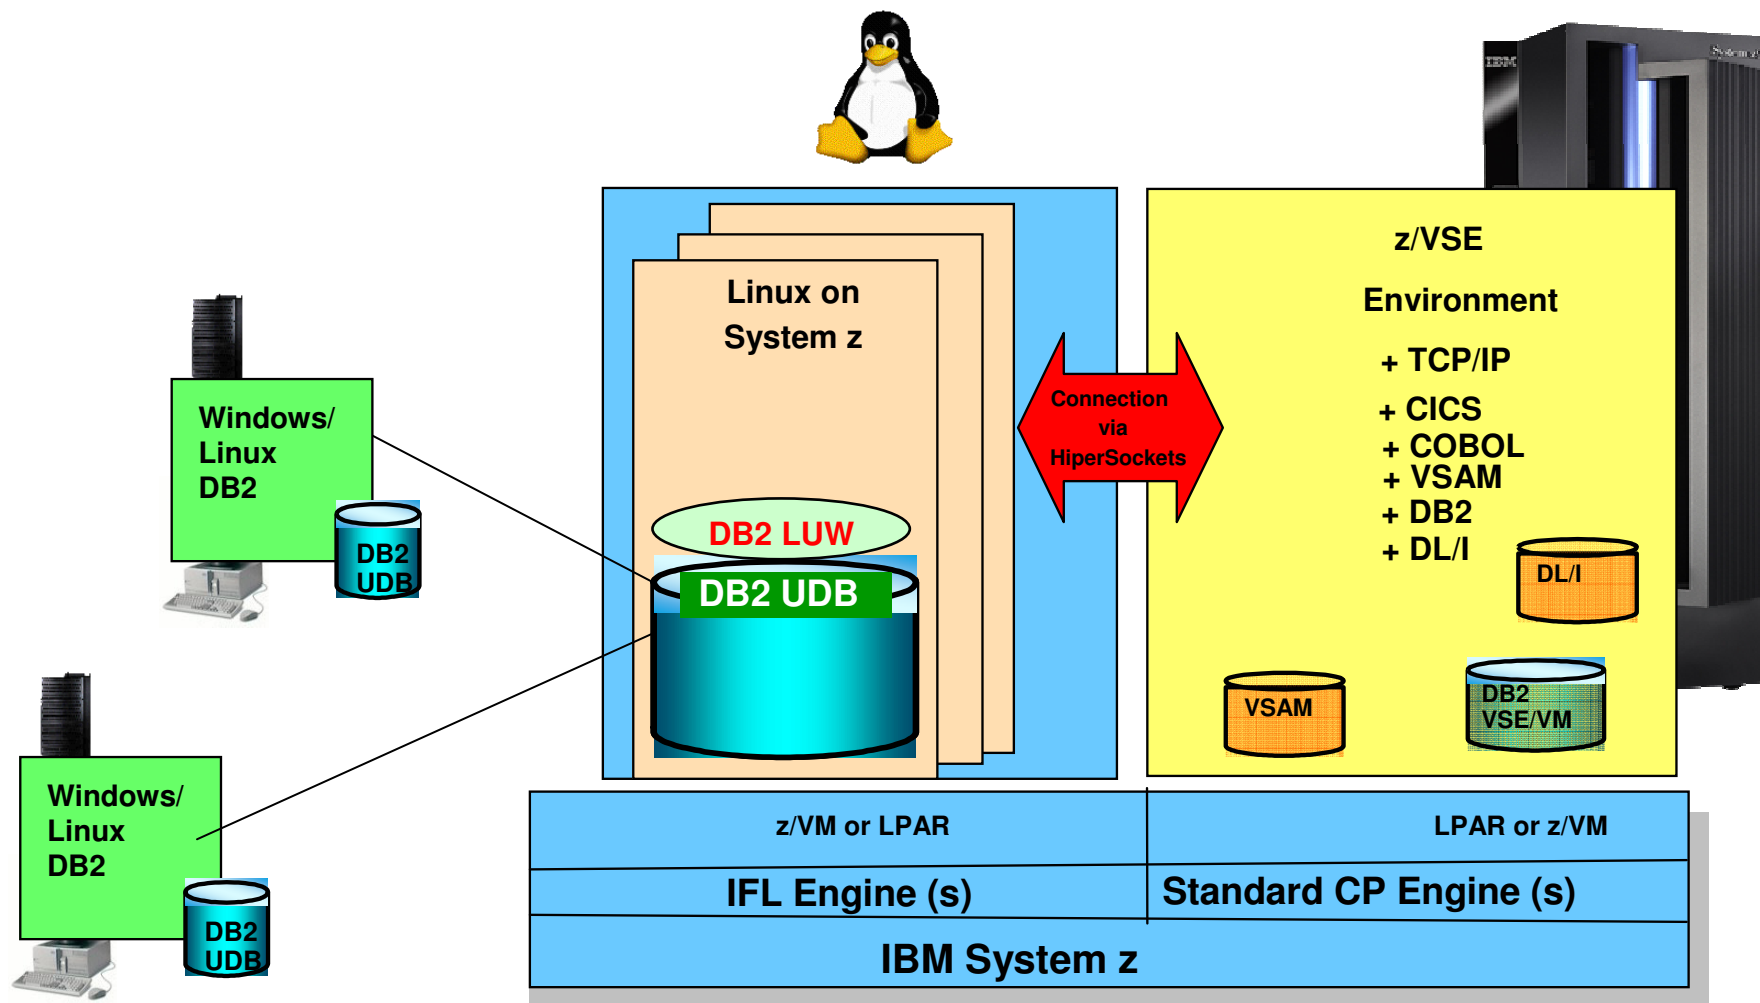 IBM
System z
z/VSE
Environment
+ TCP/IP
+ CICS
+ COBOL
+ VSAM
+ DB2
+ DL/I
DL/I
VSAM
DB2
VSE/VM
Linux on
System z
Connection
via
HiperSockets
DB2 LUW
DB2 UDB
Windows/
Linux
DB2
DB2
UDB
Windows/
Linux
DB2
DB2
UDB
z/VM or LPAR
LPAR or z/VM
IFL Engine (s)
Standard CP Engine (s)
IBM System z